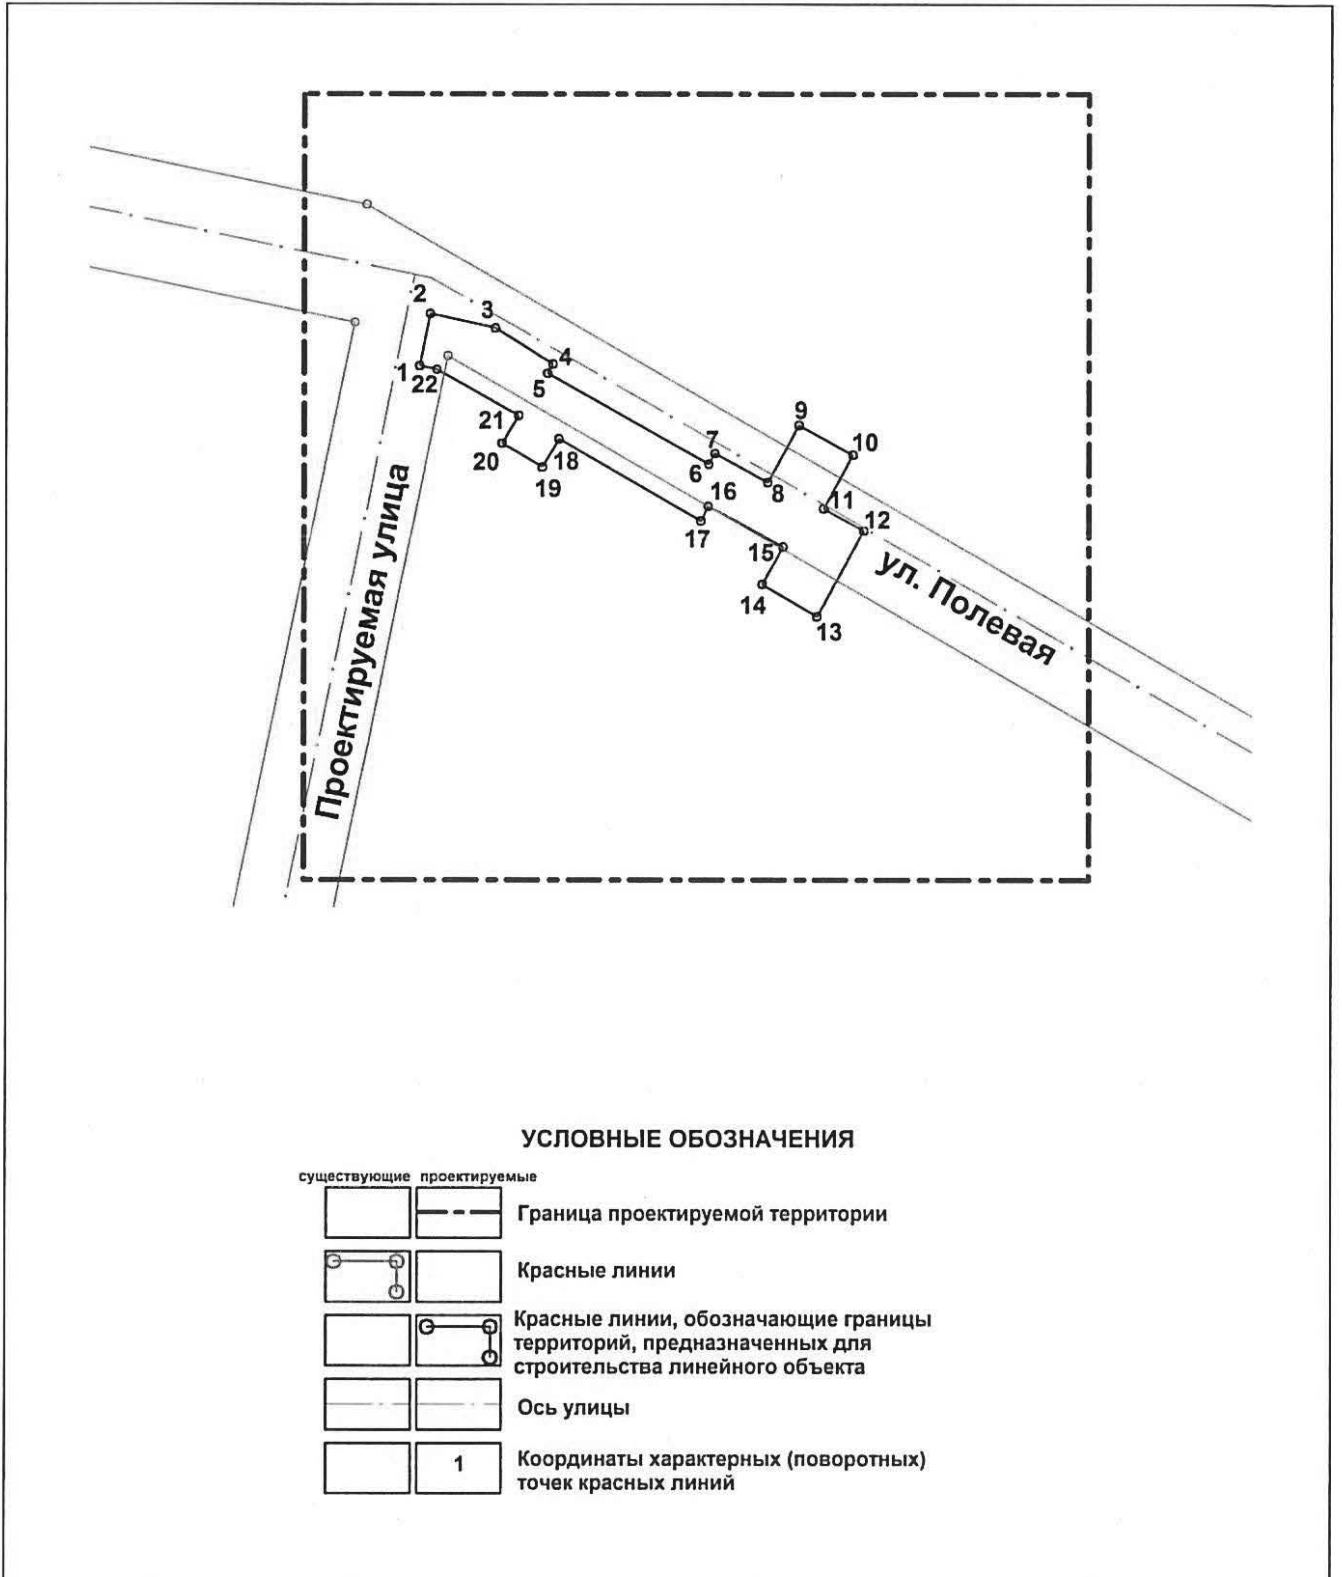 2
3
4
1
22
5
21
20
18
19
9
7
10
6
8
16
11
12
17
15
14
13
Проектируемая улица
ул. Полевая
УСЛОВНЫЕ ОБОЗНАЧЕНИЯ
существующие проектируемые
Граница проектируемой территории
Красные линии
Красные линии, обозначающие границы
территорий, предназначенных для
строительства линейного объекта
Ось улицы
1
Координаты характерных (поворотных)
точек красных линий